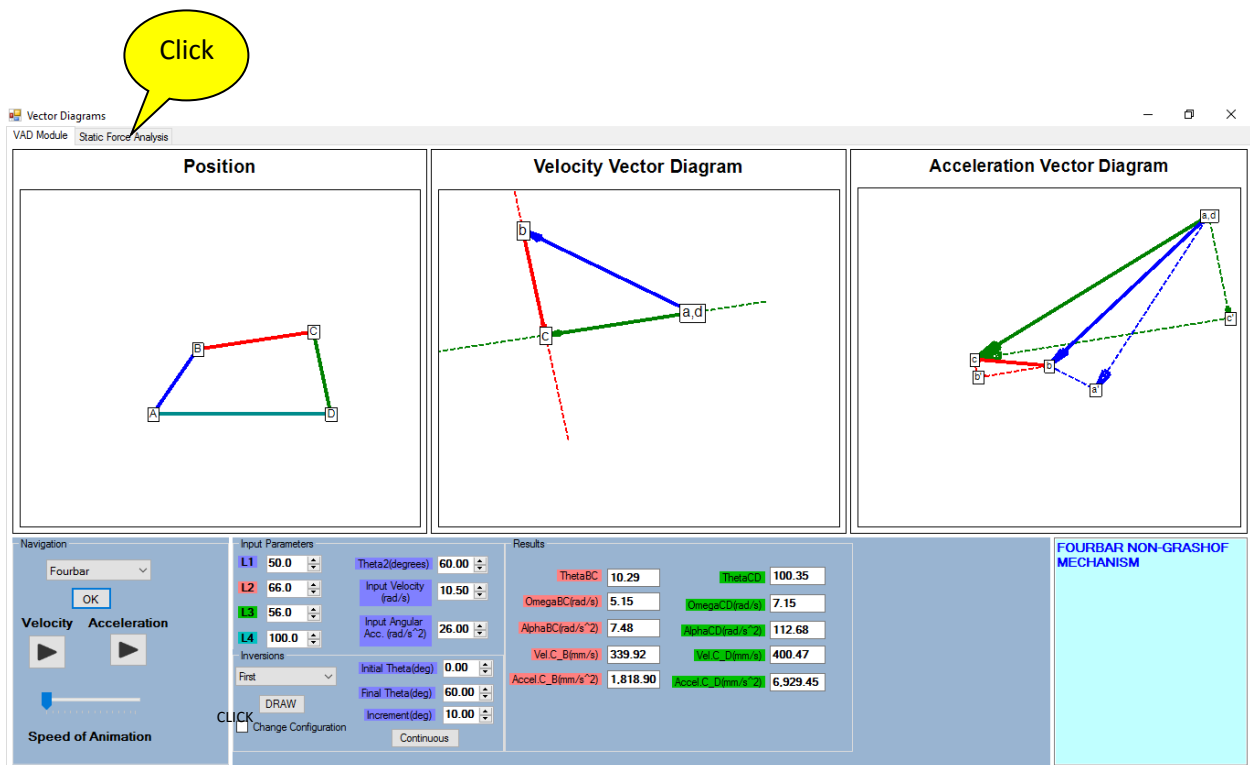 Click
Vector Diagrams
VAD Module Static Force Analysis
Position
B
C
A
D
Velocity Vector Diagram
b
a,d
c
Acceleration Vector Diagram
a,d
c'
c
b
b'
a'
Navigation
Fourbar
OK
Velocity Acceleration
Speed of Animation
Input Parameters
L1 50.0
L2 66.0
L3 56.0
L4 100.0
Theta2(degrees) 60.00
Input Velocity
(rad/s) 10.50
Input Angular
Acc. (rad/s^2) 26.00
Inversions
First
DRAW
CLICK
Change Configuration
Initial Theta(deg) 0.00
Final Theta(deg) 60.00
Increment(deg) 10.00
Continuous
Results
ThetaBC 10.29
OmegaBC(rad/s) 5.15
AlphaBC(rad/s^2) 7.48
Vel.C_B(mm/s) 339.92
Accel.C_B(mm/s^2) 1,818.90
ThetaCD 100.35
OmegaCD(rad/s) 7.15
AlphaCD(rad/s^2) 112.68
Vel.C_D(mm/s) 400.47
Accel.C_D(mm/s^2) 6,929.45
FOURBAR NON-GRASHOF
MECHANISM